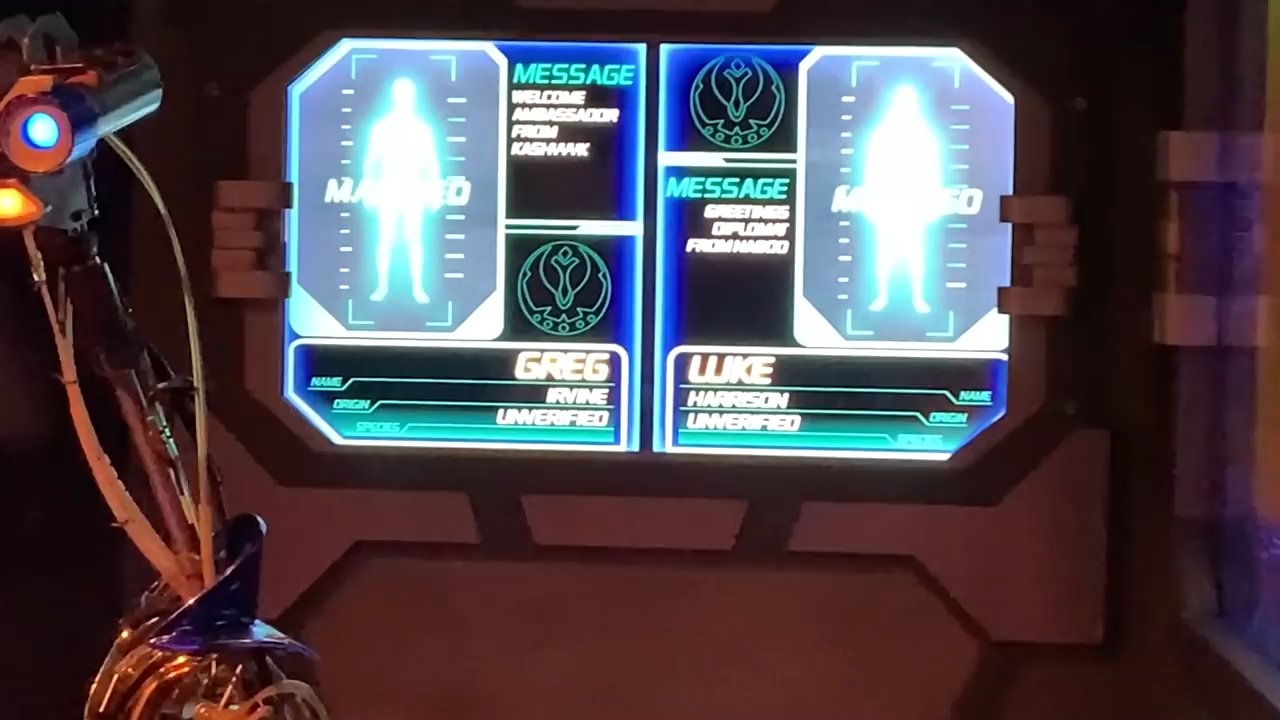 MESSAGE
WELCOME
AMBASSADOR
FROM
KASHYYYK
GREG
NAME
IRVINE
ORIGIN
UNVERIFIED
SPECIES
MESSAGE
GREETINGS
DIPLOMAT
FROM NABOO
LUKE
HARRISON
NAME
UNVERIFIED
ORIGIN
SPECIES